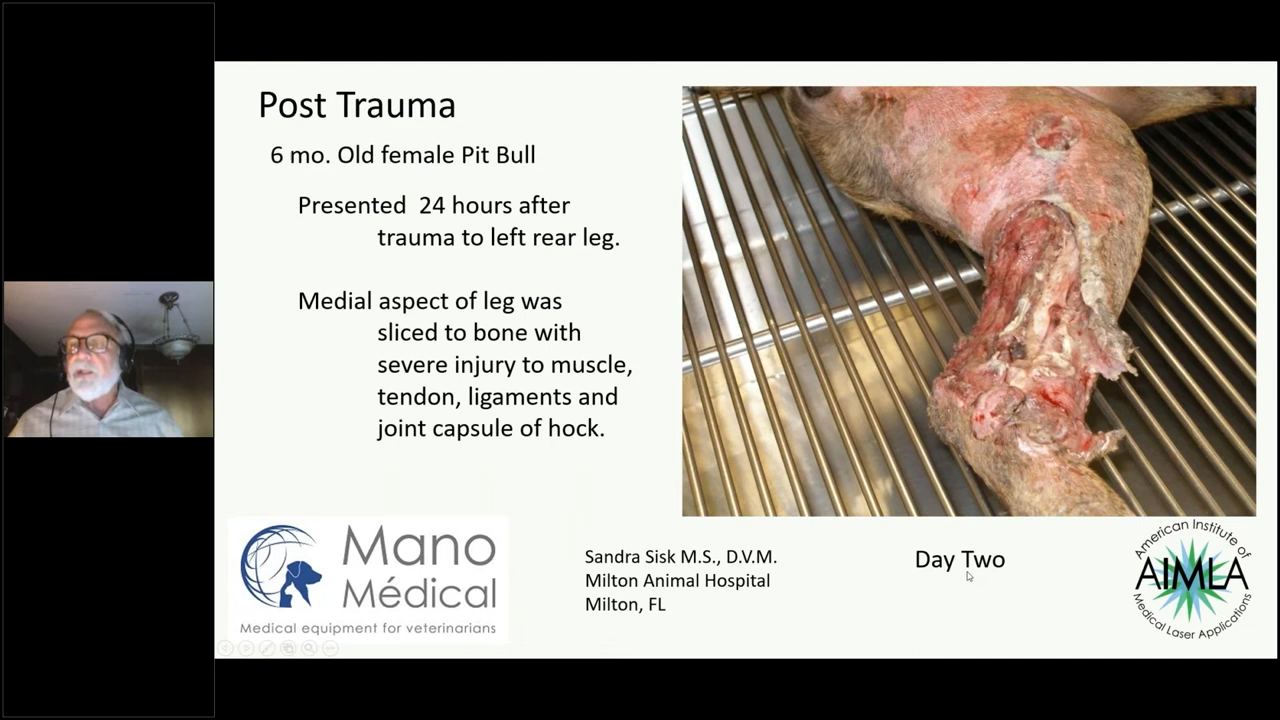 Post Trauma
6 mo. Old female Pit Bull
Presented 24 hours after
trauma to left rear leg.
Medial aspect of leg was
sliced to bone with
severe injury to muscle,
tendon, ligaments and
joint capsule of hock.
Mano
Médical
Medical equipment for veterinarians
Sandra Sisk M.S., D.V.M.
Milton Animal Hospital
Milton, FL
Day Two
American Institute of
AIMLA
Medical Laser Applications